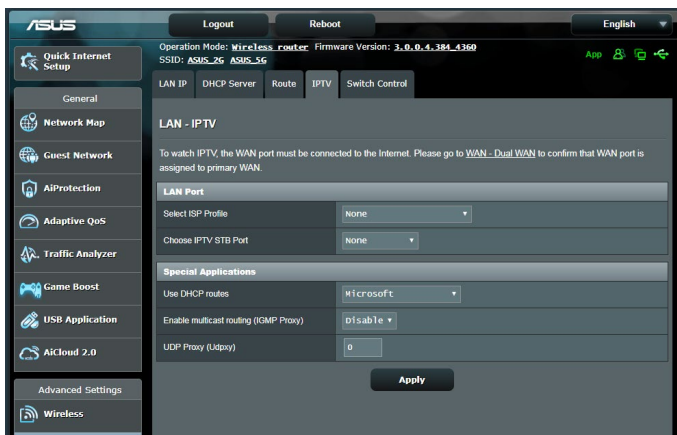 ASUS
Logout
Reboot
English
Operation Mode: Wireless router Firmware Version: 3.0.0.4.384_4360
SSID: ASUS_2G ASUS_5G
App
Quick Internet
Setup
General
Network Map
Guest Network
AiProtection
Adaptive QoS
Traffic Analyzer
Game Boost
USB Application
AiCloud 2.0
Advanced Settings
Wireless
LAN IP
DHCP Server
Route
IPTV
Switch Control
LAN - IPTV
To watch IPTV, the WAN port must be connected to the Internet. Please go to WAN - Dual WAN to confirm that WAN port is
assigned to primary WAN.
LAN Port
Select ISP Profile
None
Choose IPTV STB Port
None
Special Applications
Use DHCP routes
Microsoft
Enable multicast routing (IGMP Proxy)
Disable
UDP Proxy (Udpxy)
0
Apply